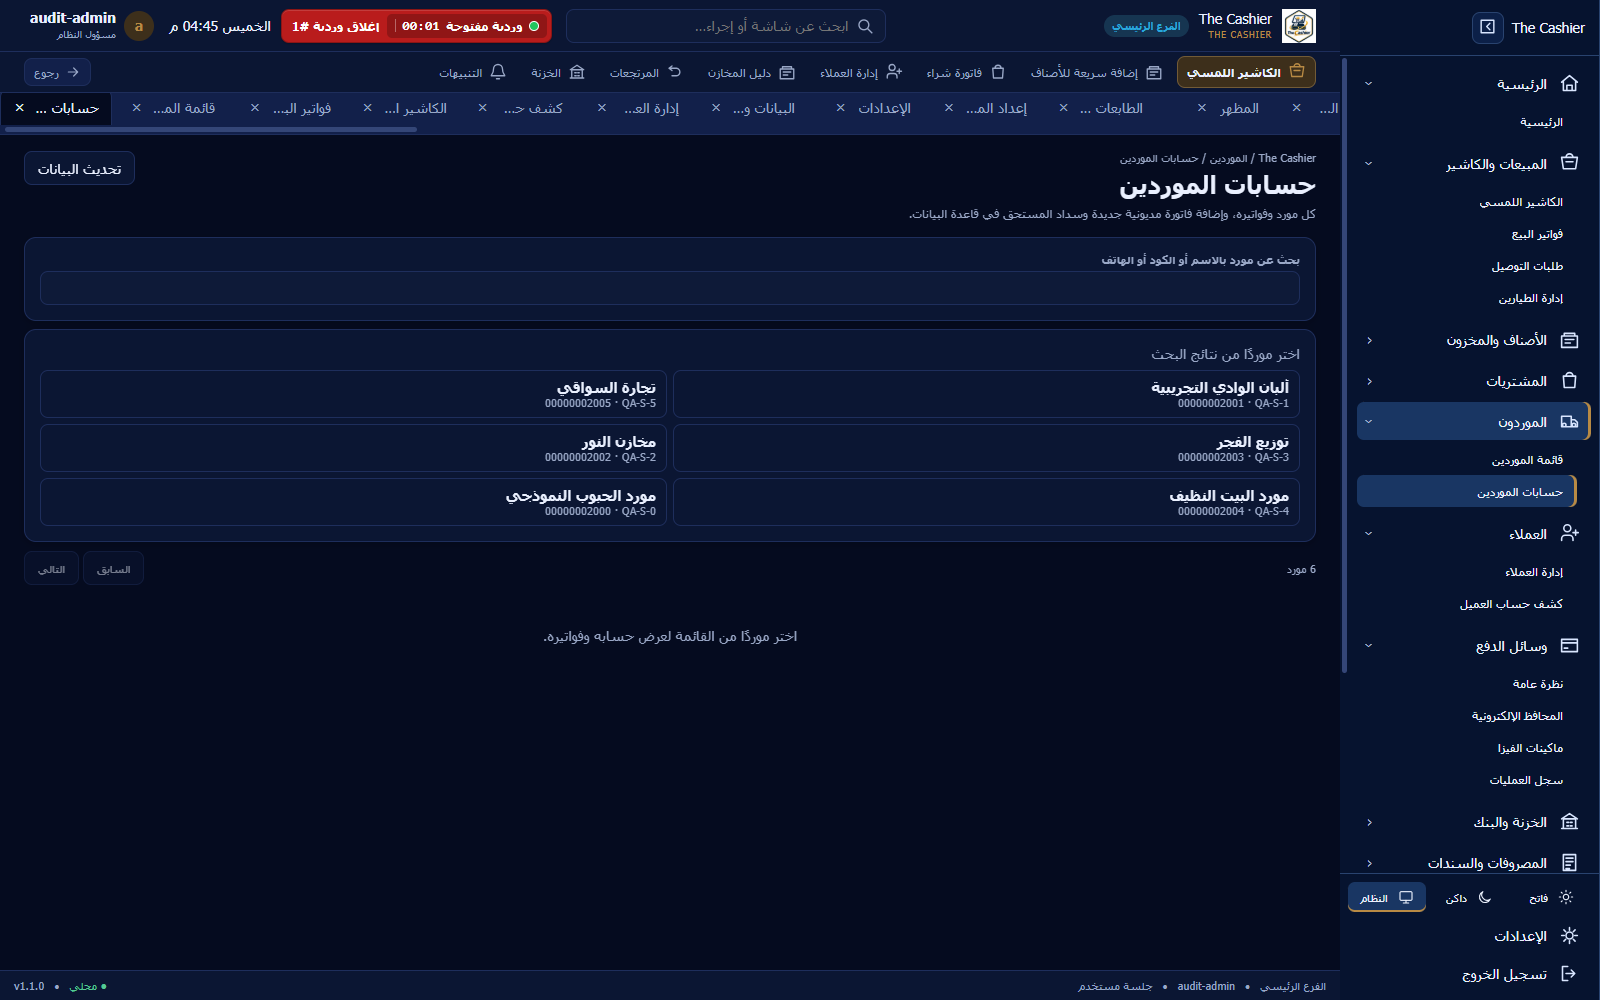 The Cashier
الرئيسية
الرئيسية
المبيعات والكاشير
الكاشير اللمسي
فواتير البيع
طلبات التوصيل
إدارة الطيارين
الأصناف والمخزون
المشتريات
الموردون
قائمة الموردين
حسابات الموردين
العملاء
إدارة العملاء
كشف حساب العميل
وسائل الدفع
نظرة عامة
المحافظ الإلكترونية
ماكينات الفيزا
سجل العمليات
الخزنة والبنك
المصروفات والسندات
فاتح
داكن
النظام
الإعدادات
تسجيل الخروج
The Cashier
THE CASHIER
الفرع الرئيسي
ابحث عن شاشة أو إجراء...
وردية مفتوحة 00:01 | إغلاق وردية #1
الخميس 04:45 م
a
audit-admin
مسؤول النظام
الكاشير اللمسي
إضافة سريعة للأصناف
فاتورة شراء
إدارة العملاء
دليل المخازن
المرتجعات
الخزنة
التنبيهات
رجوع
الـ...
المظهر
الطابعات ...
إعداد المـ...
الإعدادات
البيانات و...
إدارة العـ...
كشف حـ...
الكاشير ا...
فواتير البـ...
قائمة المـ...
حسابات ...
The Cashier / الموردين / حسابات الموردين
حسابات الموردين
كل مورد وفواتيره، وإضافة فاتورة مديونية جديدة وسداد المستحق في قاعدة البيانات.
تحديث البيانات
بحث عن مورد بالاسم أو الكود أو الهاتف
اختر موردًا من نتائج البحث
ألبان الوادي التجريبية
00000002001 · QA-S-1
تجارة السواقي
00000002005 · QA-S-5
توزيع الفجر
00000002003 · QA-S-3
مخازن النور
00000002002 · QA-S-2
مورد البيت النظيف
00000002004 · QA-S-4
مورد الحبوب النموذجي
00000002000 · QA-S-0
6 مورد
السابق
التالي
اختر موردًا من القائمة لعرض حسابه وفواتيره.
الفرع الرئيسي • audit-admin • جلسة مستخدم
محلي • v1.1.0